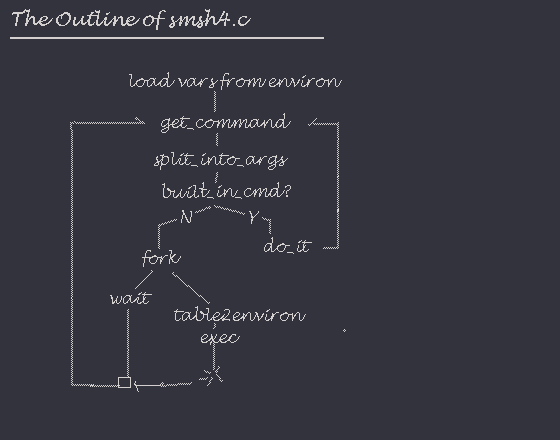 The Outline of smsh4.c
load vars from environ
get_command
split_into_args
built_in_cmd?
N Y
do_it
fork
wait
table2environ
exec